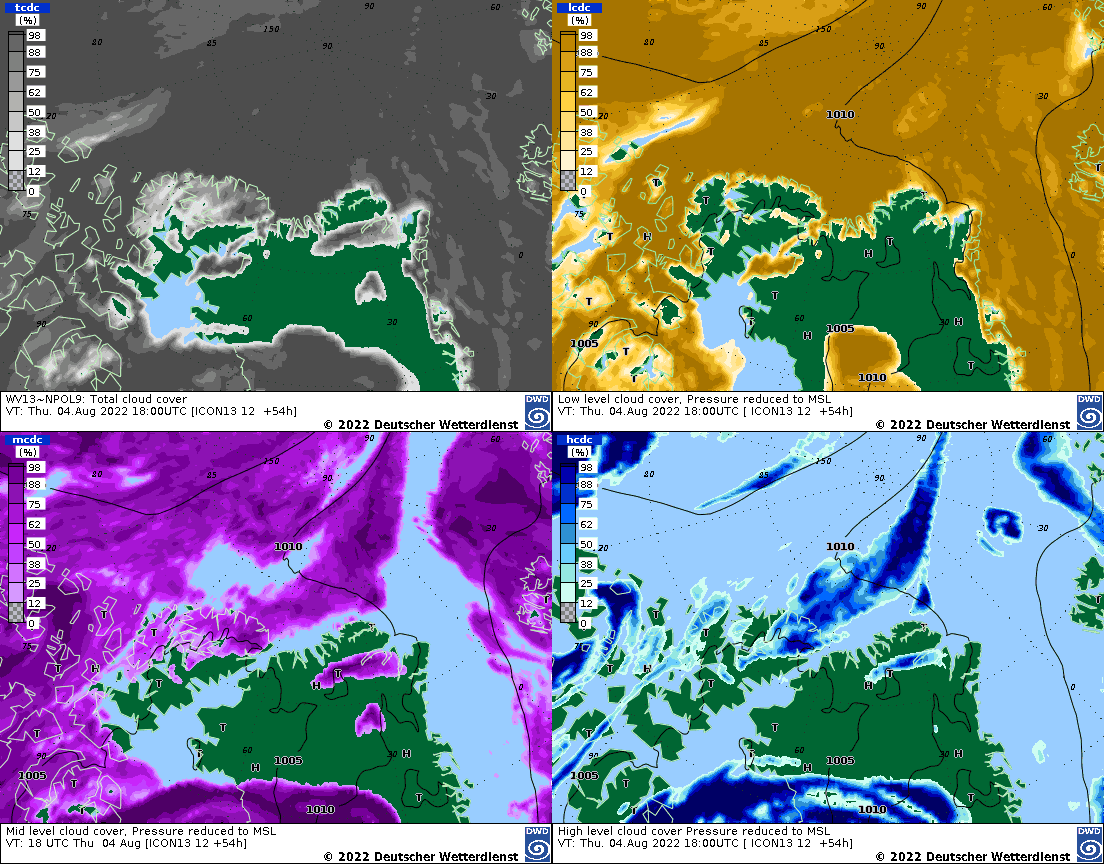 tcdc
(%)
98
88
75
62
50
38
25
12
0
80
85
150
90
90
60
30
20
75
0
90
60
30
WV13~NPOL9: Total cloud cover
VT: Thu. 04.Aug 2022 18:00UTC [ICON13 12 +54h]
© 2022 Deutscher Wetterdienst
DWD
lcdc
(%)
98
88
75
62
50
38
25
12
0
80
85
150
90
90
60
30
20
75
0
90
60
30
1010
1005
1005
1010
T
T
T
T
H
T
T
H
T
T
T
H
H
T
T
T
Low level cloud cover, Pressure reduced to MSL
VT: Thu. 04.Aug 2022 18:00UTC [ ICON13 12 +54h]
© 2022 Deutscher Wetterdienst
DWD
mcdc
(%)
98
88
75
62
50
38
25
12
0
80
85
150
90
90
60
30
20
0
90
60
30
1010
1005
1005
1010
T
T
T
T
H
T
T
H
T
T
T
H
H
T
T
T
Mid level cloud cover, Pressure reduced to MSL
VT: 18 UTC Thu 04 Aug [ICON13 12 +54h]
© 2022 Deutscher Wetterdienst
DWD
hcdc
(%)
98
88
75
62
50
38
25
12
0
80
85
150
90
90
60
30
20
75
0
90
60
30
1010
1005
1005
1010
T
T
T
T
H
T
T
H
T
T
T
H
H
T
T
High level cloud cover Pressure reduced to MSL
VT: Thu. 04.Aug 2022 18:00UTC [ ICON13 12 +54h]
© 2022 Deutscher Wetterdienst
DWD